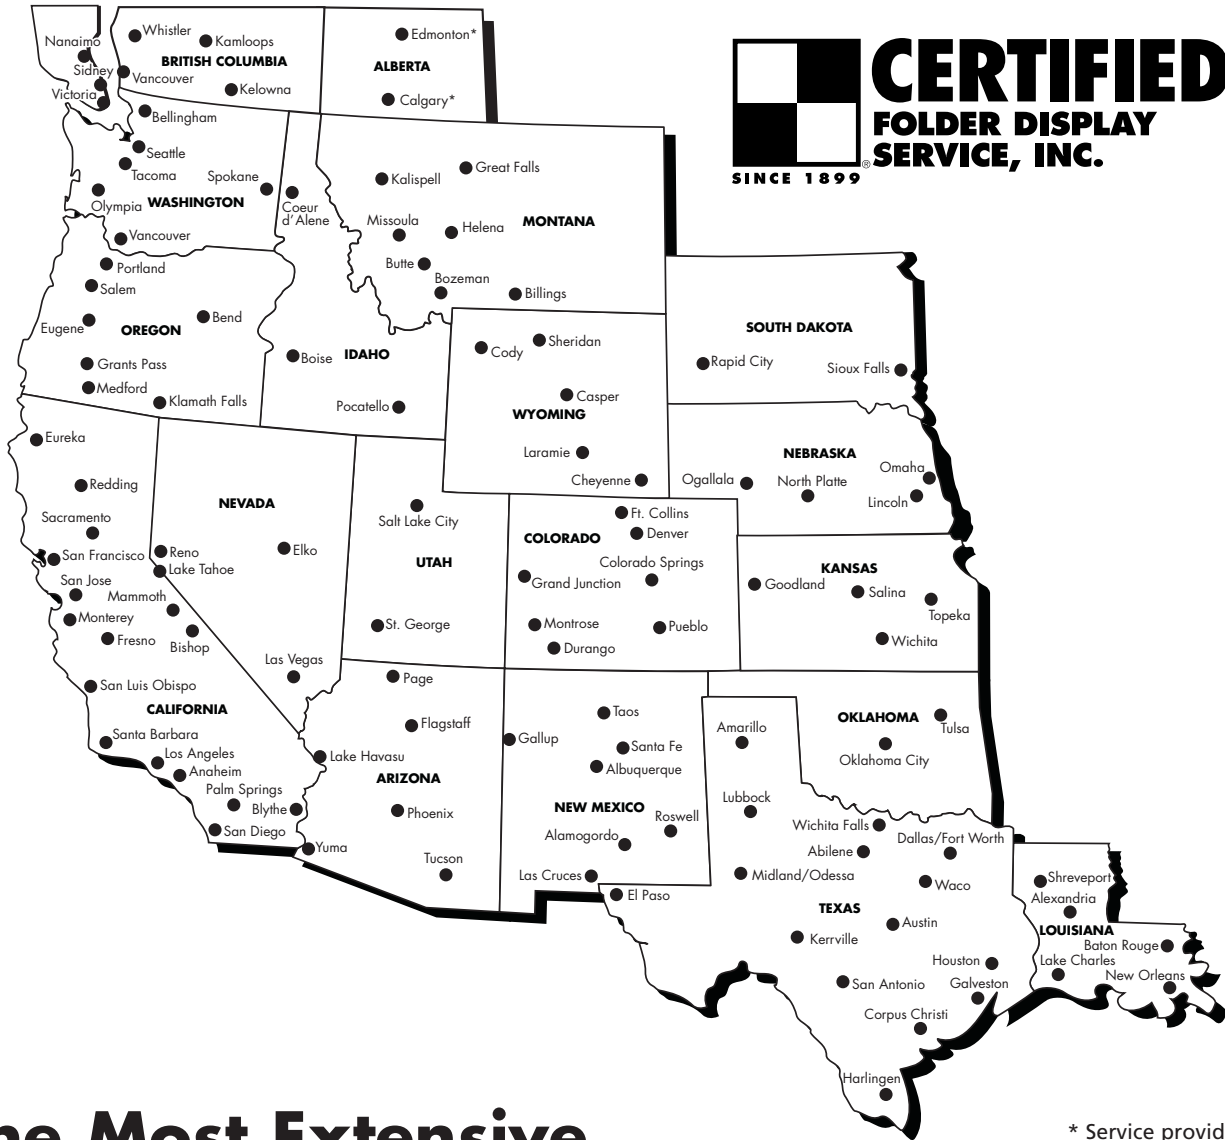 Nanaimo
Whistler
Kamloops
BRITISH COLUMBIA
Sidney
Vancouver
Victoria
Kelowna
Edmonton*
ALBERTA
Calgary*
CERTIFIED
FOLDER DISPLAY
SERVICE, INC.
®
SINCE 1899
Bellingham
Seattle
Tacoma
Spokane
Olympia
WASHINGTON
Vancouver
Coeur
d'Alene
Kalispell
Great Falls
Missoula
Helena
MONTANA
Butte
Bozeman
Billings
Portland
Salem
Eugene
OREGON
Bend
Grants Pass
Medford
Klamath Falls
Boise
IDAHO
Pocatello
Cody
Sheridan
Casper
WYOMING
Laramie
Cheyenne
SOUTH DAKOTA
Rapid City
Sioux Falls
NEBRASKA
Ogallala
North Platte
Omaha
Lincoln
Eureka
Redding
Sacramento
San Francisco
San Jose
Mammoth
Monterey
Fresno
Bishop
San Luis Obispo
CALIFORNIA
Santa Barbara
Los Angeles
Anaheim
Palm Springs
Blythe
San Diego
NEVADA
Reno
Lake Tahoe
Elko
Las Vegas
Salt Lake City
UTAH
St. George
Ft. Collins
COLORADO
Denver
Colorado Springs
Grand Junction
Montrose
Pueblo
Durango
KANSAS
Goodland
Salina
Topeka
Wichita
Page
Flagstaff
Lake Havasu
ARIZONA
Phoenix
Yuma
Tucson
Taos
Gallup
Santa Fe
Albuquerque
NEW MEXICO
Roswell
Alamogordo
Las Cruces
OKLAHOMA
Tulsa
Oklahoma City
Amarillo
Lubbock
Wichita Falls
Dallas/Fort Worth
Abilene
Midland/Odessa
Waco
El Paso
TEXAS
Austin
Kerrville
Houston
San Antonio
Galveston
Corpus Christi
Harlingen
Shreveport
Alexandria
LOUISIANA
Baton Rouge
Lake Charles
New Orleans
Most Extensive
* Service